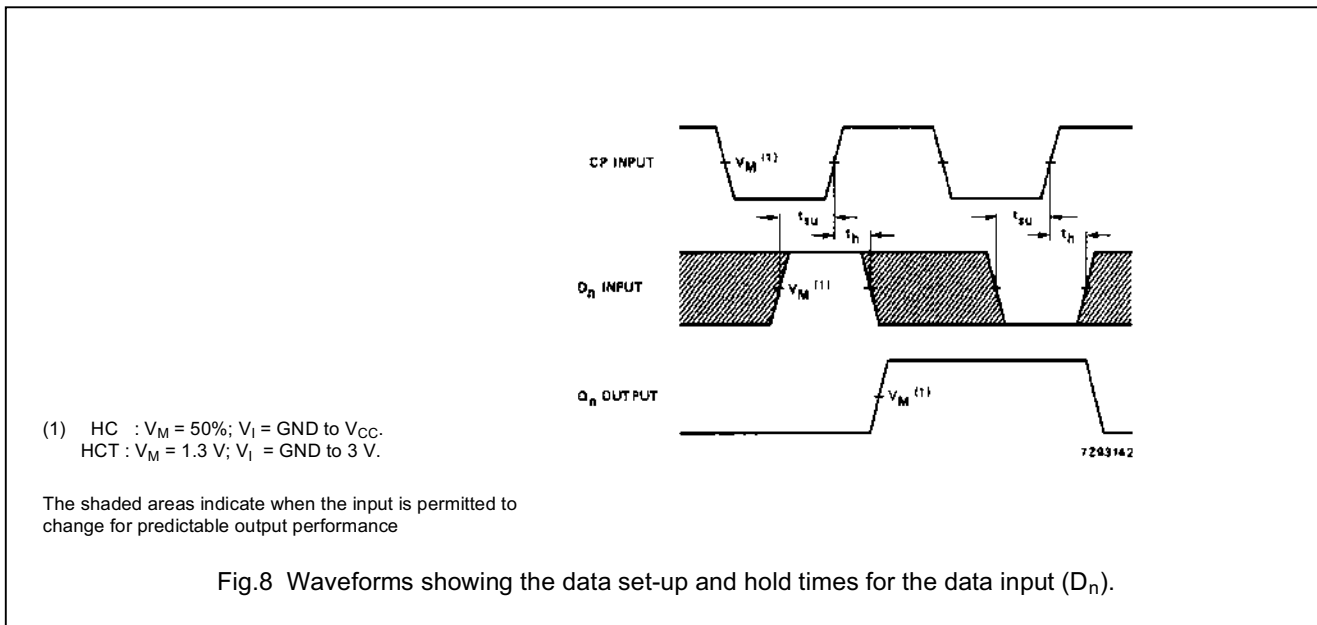 CP INPUT
V_M (1)
t_su
t_h
t_su
t_h
D_n INPUT
V_M (1)
Q_n OUTPUT
V_M (1)
7293142
(1) HC : V_M = 50%; V_I = GND to V_CC.
HCT : V_M = 1.3 V; V_I = GND to 3 V.
The shaded areas indicate when the input is permitted to
change for predictable output performance
Fig.8 Waveforms showing the data set-up and hold times for the data input (D_n).